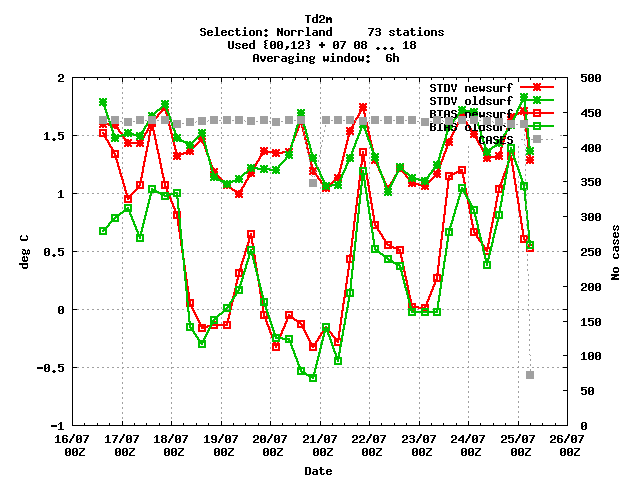 Td2m
Selection: Norrland 73 stations
Used {00,12} + 07 08 ... 18
Averaging window: 6h
STDV newsurf
STDV oldsurf
BIAS newsurf
BIAS oldsurf
CASES
2
1.5
1
0.5
0
-0.5
-1
deg C
500
450
400
350
300
250
200
150
100
50
0
No cases
16/07 17/07 18/07 19/07 20/07 21/07 22/07 23/07 24/07 25/07 26/07
00Z 00Z 00Z 00Z 00Z 00Z 00Z 00Z 00Z 00Z 00Z
Date